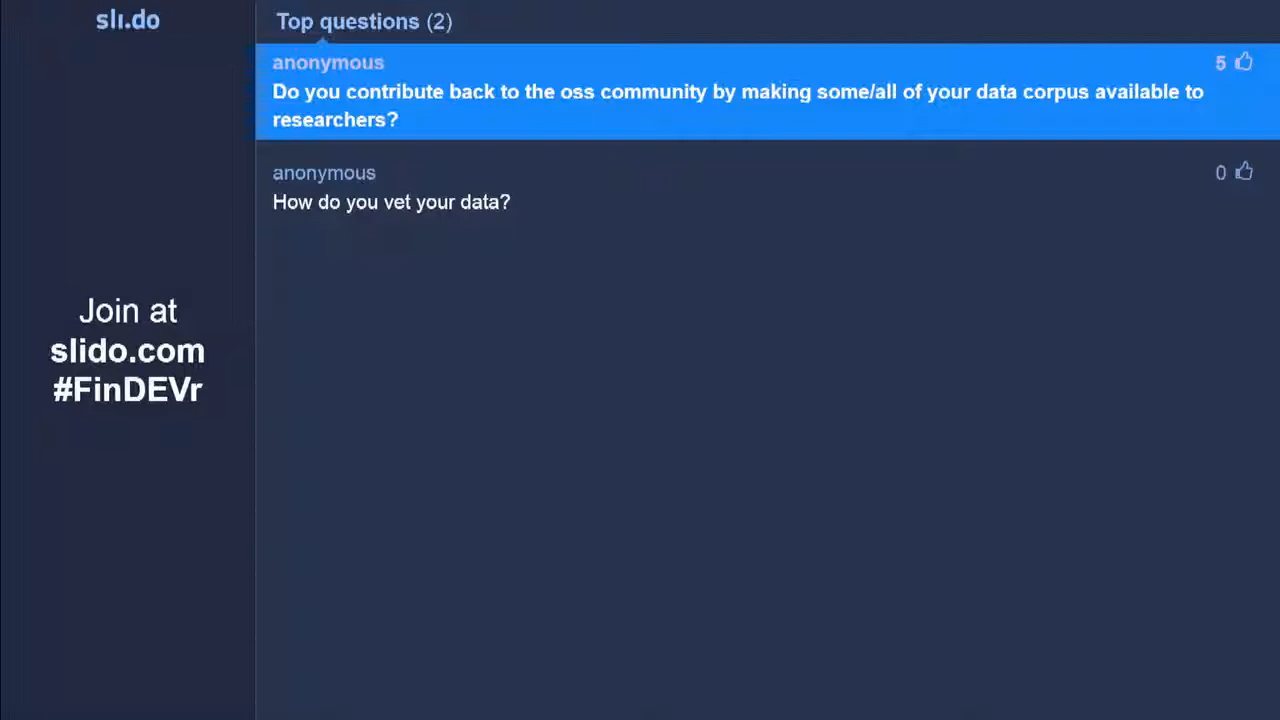 slı.do
Top questions (2)
anonymous
5
Do you contribute back to the oss community by making some/all of your data corpus available to
researchers?
anonymous
0
How do you vet your data?
Join at
slido.com
#FinDEVr